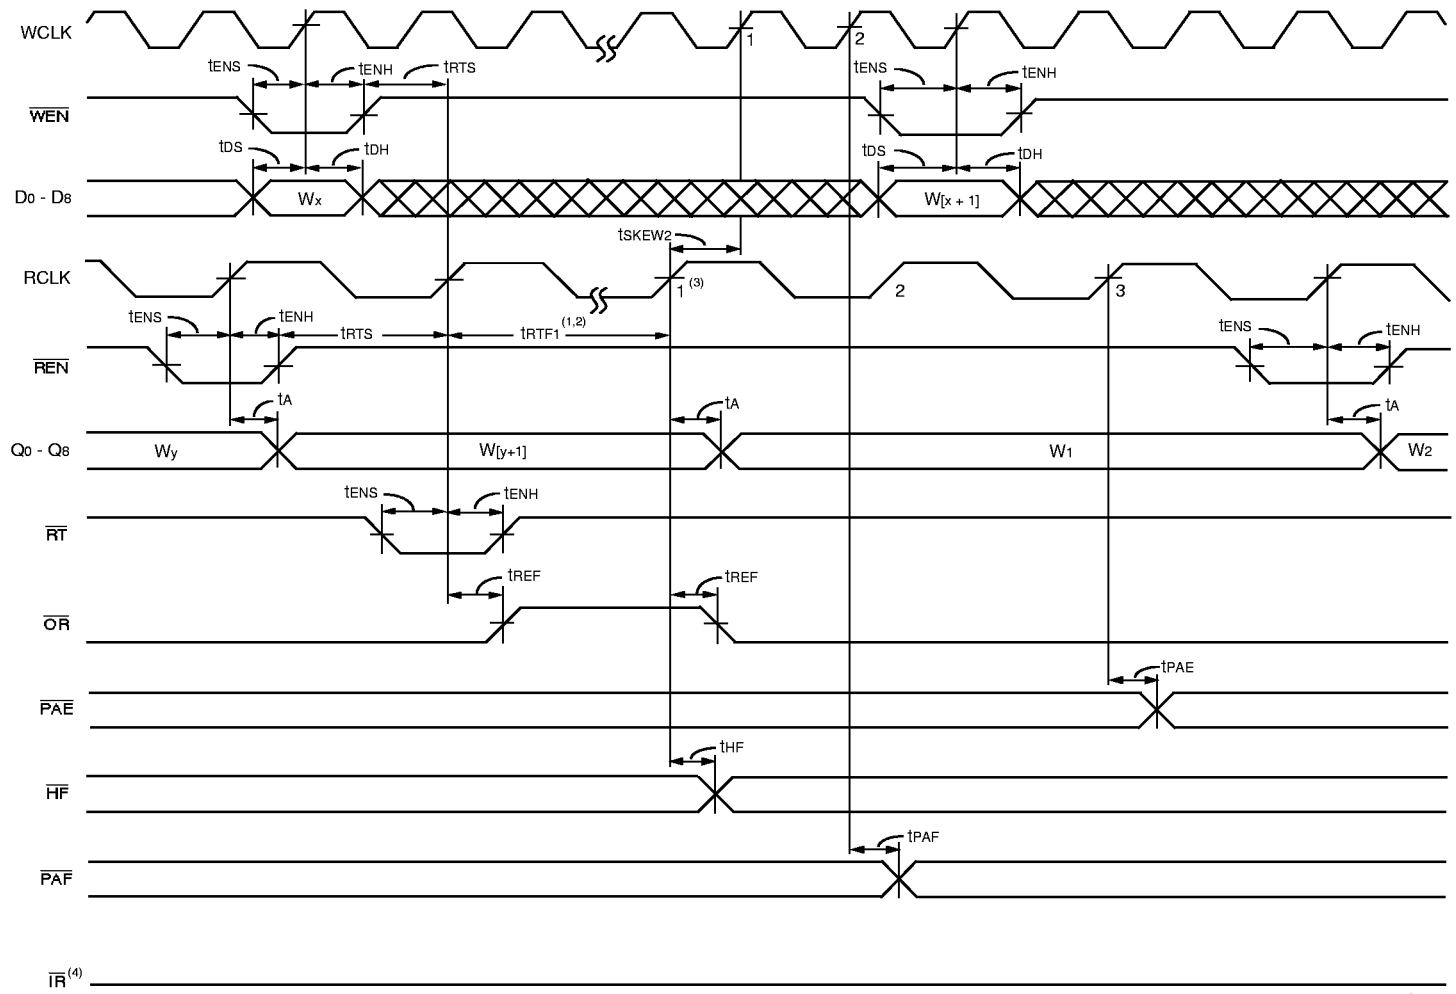 WCLK
1 2
tENS tENH tRTS tENS tENH
WEN
tDS tDH tDS tDH
D0 - D8 Wx W[x + 1]
tSKEW2
RCLK 1 (3) 2 3
tENS tENH tRTS tRTF1 (1,2) tENS tENH
REN
tA tA tA
Q0 - Q8 Wy W[y+1] W1 W2
tENS tENH
RT
tREF tREF
OR
tPAE
PAE
tHF
HF
tPAF
PAF
IR (4)